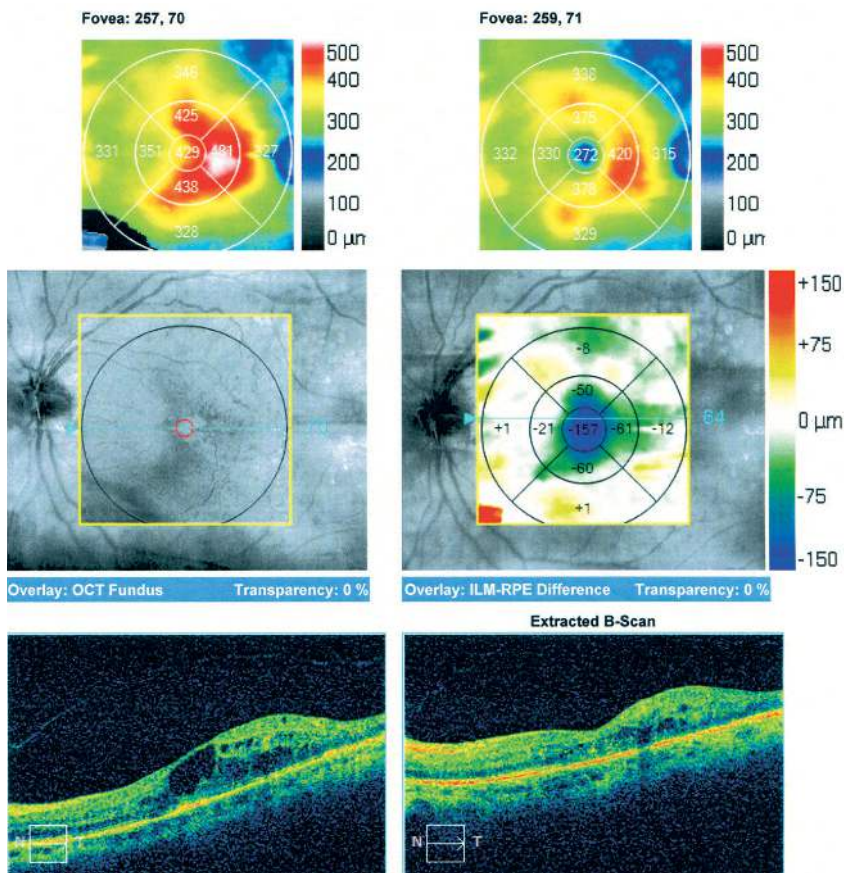 Fovea: 257, 70
Fovea: 259, 71
346
425
331 351 429 481 327
438
328
500
400
300
200
100
0 µm
338
375
332 330 272 420 315
378
329
500
400
300
200
100
0 µm
70
-8
-50
+1 -21 -157 -61 -12
-60
+1
64
+150
+75
0 µm
-75
-150
Overlay: OCT Fundus Transparency: 0 %
Overlay: ILM-RPE Difference Transparency: 0 %
Extracted B-Scan
N T
N T